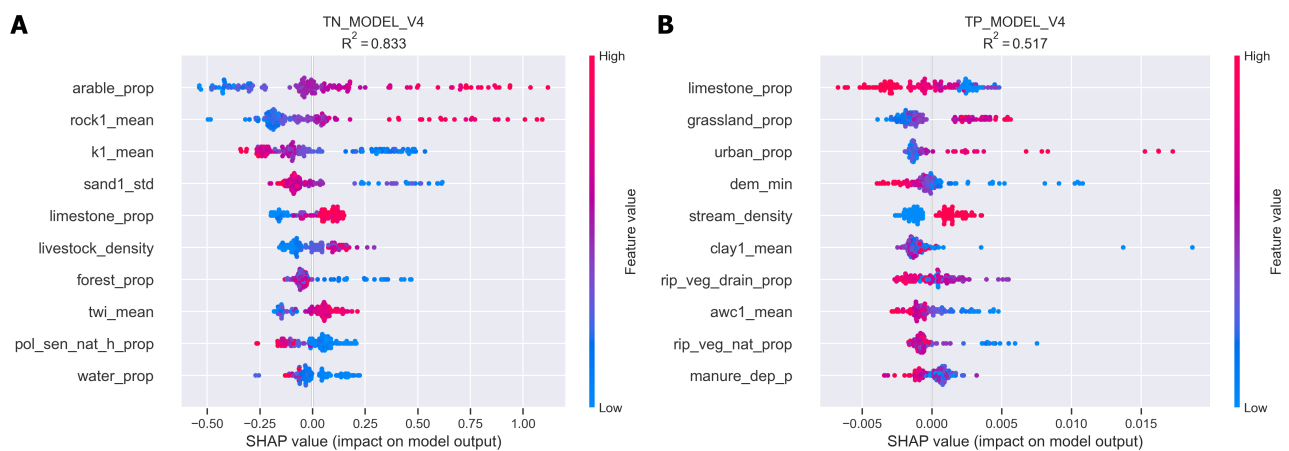 A
TN_MODEL_V4
R² = 0.833
High
arable_prop
rock1_mean
k1_mean
sand1_std
limestone_prop
livestock_density
forest_prop
twi_mean
pol_sen_nat_h_prop
water_prop
Feature value
Low
−0.50 −0.25 0.00 0.25 0.50 0.75 1.00
SHAP value (impact on model output)
B
TP_MODEL_V4
R² = 0.517
High
limestone_prop
grassland_prop
urban_prop
dem_min
stream_density
clay1_mean
rip_veg_drain_prop
awc1_mean
rip_veg_nat_prop
manure_dep_p
Feature value
Low
−0.005 0.000 0.005 0.010 0.015
SHAP value (impact on model output)